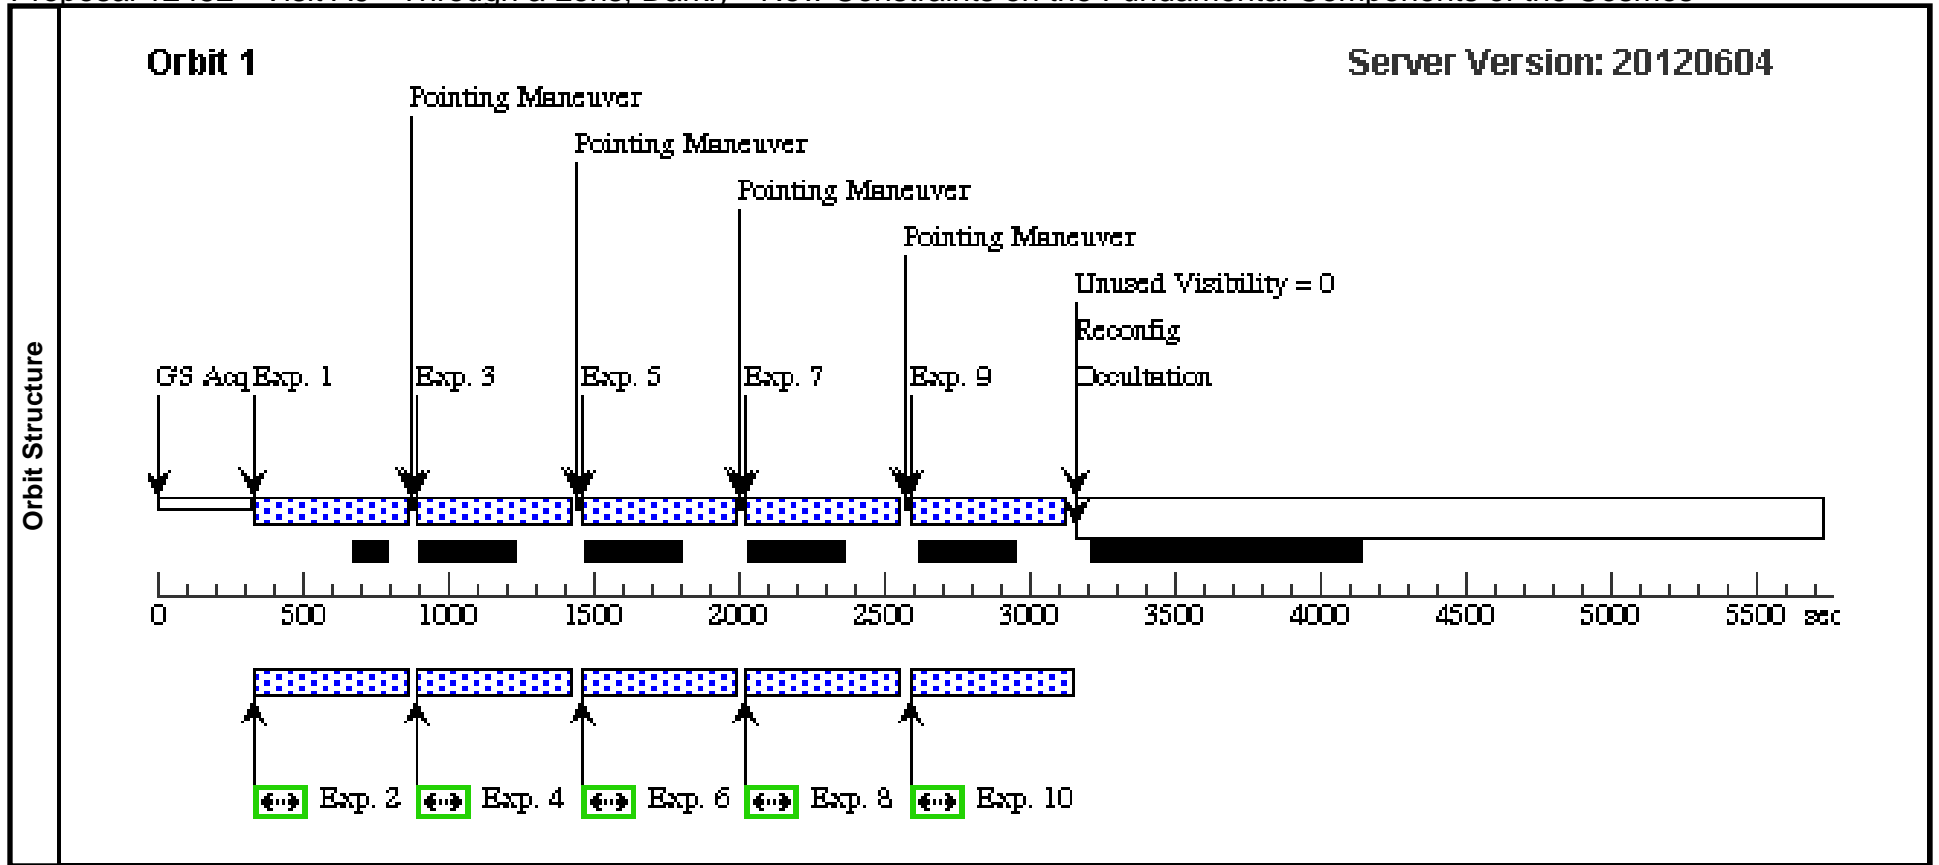 Orbit Structure
Orbit 1
Server Version: 20120604
Pointing Maneuver
Pointing Maneuver
Pointing Maneuver
Pointing Maneuver
Unused Visibility = 0
Reconfig
GS Acq Exp. 1 Exp. 3 Exp. 5 Exp. 7 Exp. 9 Occultation
0 500 1000 1500 2000 2500 3000 3500 4000 4500 5000 5500 sec
Exp. 2 Exp. 4 Exp. 6 Exp. 8 Exp. 10